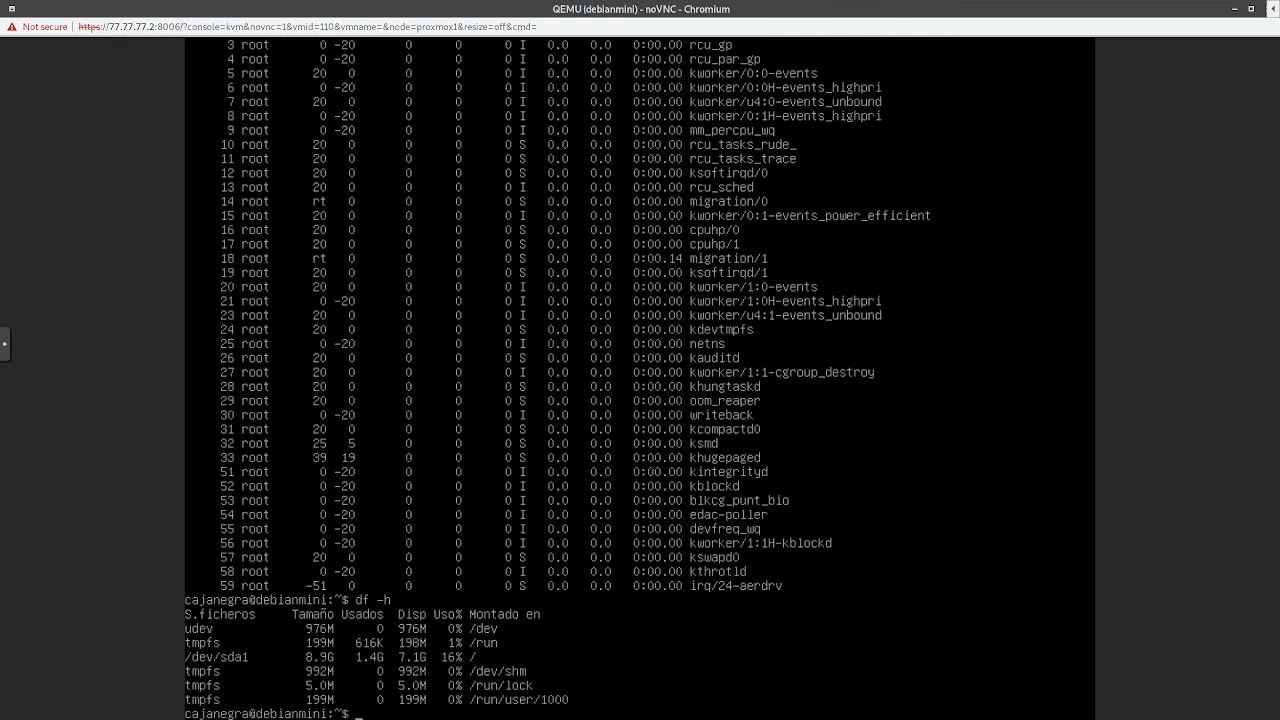 QEMU (debianmini) - noVNC - Chromium
Not secure https://77.77.77.2:8006/?console=kvm&novnc=1&vmid=110&vmname=&node=proxmox1&resize=off&cmd=
3 root 0 -20 0 0 0 I 0.0 0.0 0:00.00 rcu_gp
4 root 0 -20 0 0 0 I 0.0 0.0 0:00.00 rcu_par_gp
5 root 20 0 0 0 0 I 0.0 0.0 0:00.00 kworker/0:0-events
6 root 0 -20 0 0 0 I 0.0 0.0 0:00.00 kworker/0:0H-events_highpri
7 root 20 0 0 0 0 I 0.0 0.0 0:00.00 kworker/u4:0-events_unbound
8 root 0 -20 0 0 0 I 0.0 0.0 0:00.00 kworker/0:1H-events_highpri
9 root 0 -20 0 0 0 I 0.0 0.0 0:00.00 mm_percpu_wq
10 root 20 0 0 0 0 S 0.0 0.0 0:00.00 rcu_tasks_rude_
11 root 20 0 0 0 0 S 0.0 0.0 0:00.00 rcu_tasks_trace
12 root 20 0 0 0 0 S 0.0 0.0 0:00.00 ksoftirqd/0
13 root 20 0 0 0 0 I 0.0 0.0 0:00.00 rcu_sched
14 root rt 0 0 0 0 S 0.0 0.0 0:00.00 migration/0
15 root 20 0 0 0 0 I 0.0 0.0 0:00.00 kworker/0:1-events_power_efficient
16 root 20 0 0 0 0 S 0.0 0.0 0:00.00 cpuhp/0
17 root 20 0 0 0 0 S 0.0 0.0 0:00.00 cpuhp/1
18 root rt 0 0 0 0 S 0.0 0.0 0:00.14 migration/1
19 root 20 0 0 0 0 S 0.0 0.0 0:00.00 ksoftirqd/1
20 root 20 0 0 0 0 I 0.0 0.0 0:00.00 kworker/1:0-events
21 root 0 -20 0 0 0 I 0.0 0.0 0:00.00 kworker/1:0H-events_highpri
23 root 20 0 0 0 0 I 0.0 0.0 0:00.00 kworker/u4:1-events_unbound
24 root 20 0 0 0 0 S 0.0 0.0 0:00.00 kdevtmpfs
25 root 0 -20 0 0 0 I 0.0 0.0 0:00.00 netns
26 root 20 0 0 0 0 S 0.0 0.0 0:00.00 kauditd
27 root 20 0 0 0 0 I 0.0 0.0 0:00.00 kworker/1:1-cgroup_destroy
28 root 20 0 0 0 0 S 0.0 0.0 0:00.00 khungtaskd
29 root 20 0 0 0 0 S 0.0 0.0 0:00.00 oom_reaper
30 root 0 -20 0 0 0 I 0.0 0.0 0:00.00 writeback
31 root 20 0 0 0 0 S 0.0 0.0 0:00.00 kcompactd0
32 root 25 5 0 0 0 S 0.0 0.0 0:00.00 ksmd
33 root 39 19 0 0 0 S 0.0 0.0 0:00.00 khugepaged
51 root 0 -20 0 0 0 I 0.0 0.0 0:00.00 kintegrityd
52 root 0 -20 0 0 0 I 0.0 0.0 0:00.00 kblockd
53 root 0 -20 0 0 0 I 0.0 0.0 0:00.00 blkcg_punt_bio
54 root 0 -20 0 0 0 I 0.0 0.0 0:00.00 edac-poller
55 root 0 -20 0 0 0 I 0.0 0.0 0:00.00 devfreq_wq
56 root 0 -20 0 0 0 I 0.0 0.0 0:00.00 kworker/1:1H-kblockd
57 root 20 0 0 0 0 S 0.0 0.0 0:00.00 kswapd0
58 root 0 -20 0 0 0 I 0.0 0.0 0:00.00 kthrotld
59 root -51 0 0 0 0 S 0.0 0.0 0:00.00 irq/24-aerdrv
cajanegra@debianmini:~$ df -h
S.ficheros Tamaño Usados Disp Uso% Montado en
udev 976M 0 976M 0% /dev
tmpfs 199M 616K 198M 1% /run
/dev/sda1 8.9G 1.4G 7.1G 16% /
tmpfs 992M 0 992M 0% /dev/shm
tmpfs 5.0M 0 5.0M 0% /run/lock
tmpfs 199M 0 199M 0% /run/user/1000
cajanegra@debianmini:~$ _